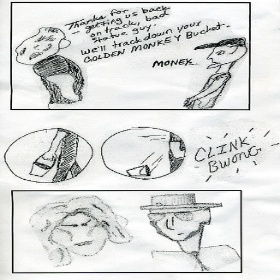 Thanks for
— getting us back
on track, bad
statue guy.
We'll track down your
GOLDEN MONKEY Bucket.
MONEK
CLINK
BWONG